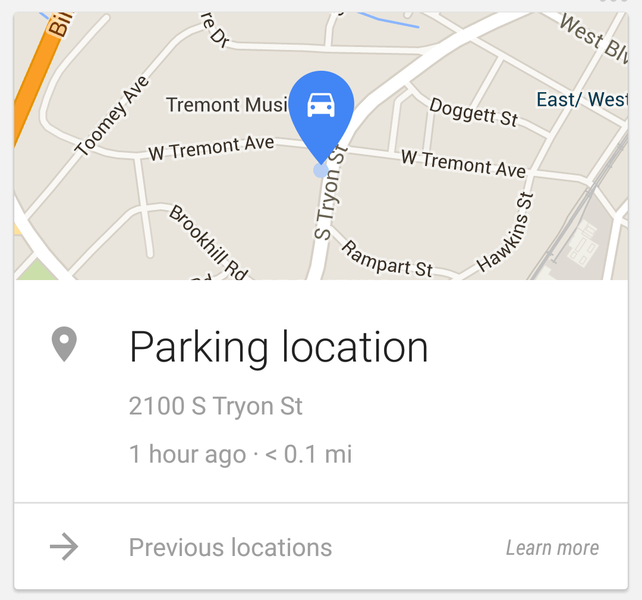 Bil
re Dr
West Blv
Toomey Ave
Tremont Musi
Doggett St
East/ West
W Tremont Ave
W Tremont Ave
S Tryon St
Brookhill Rd
Rampart St
Hawkins St
Parking location
2100 S Tryon St
1 hour ago · < 0.1 mi
Previous locations
Learn more